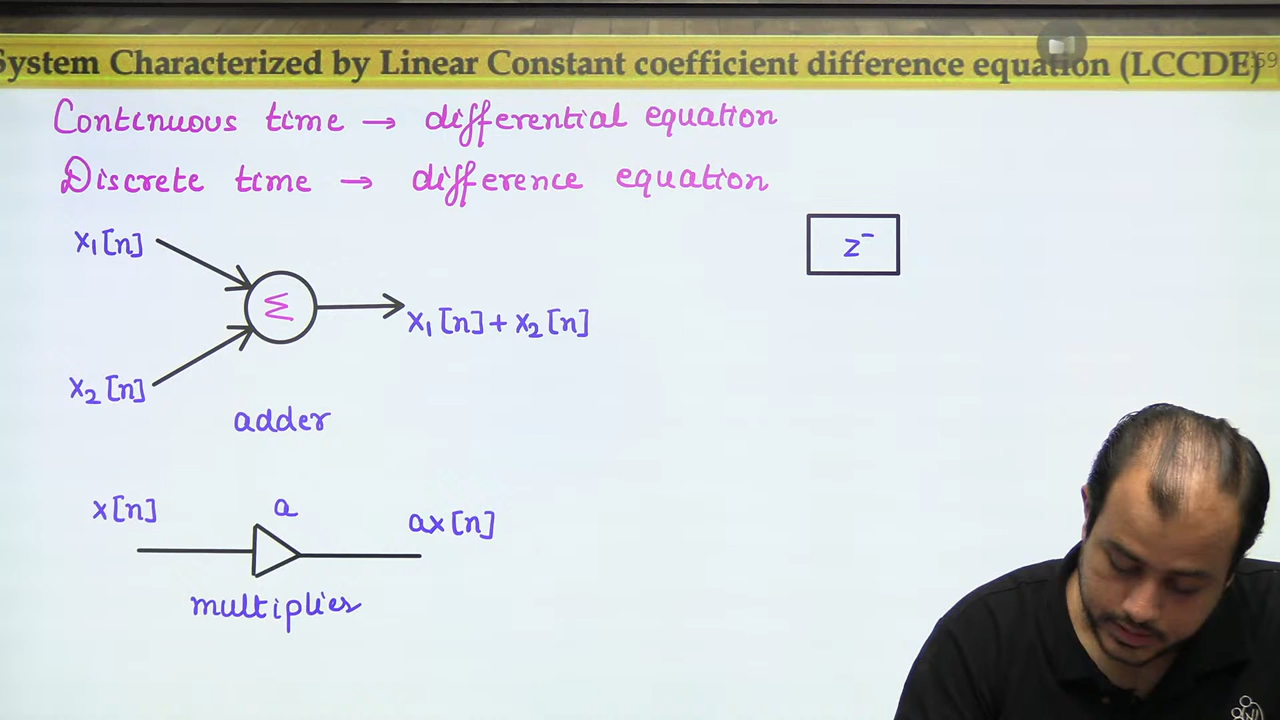 System Characterized by Linear Constant coefficient difference equation (LCCDE)
Continuous time → differential equation
Discrete time → difference equation
x₁[n]
Σ
x₁[n] + x₂[n]
x₂[n]
adder
z⁻
x[n]
a
ax[n]
multiplier